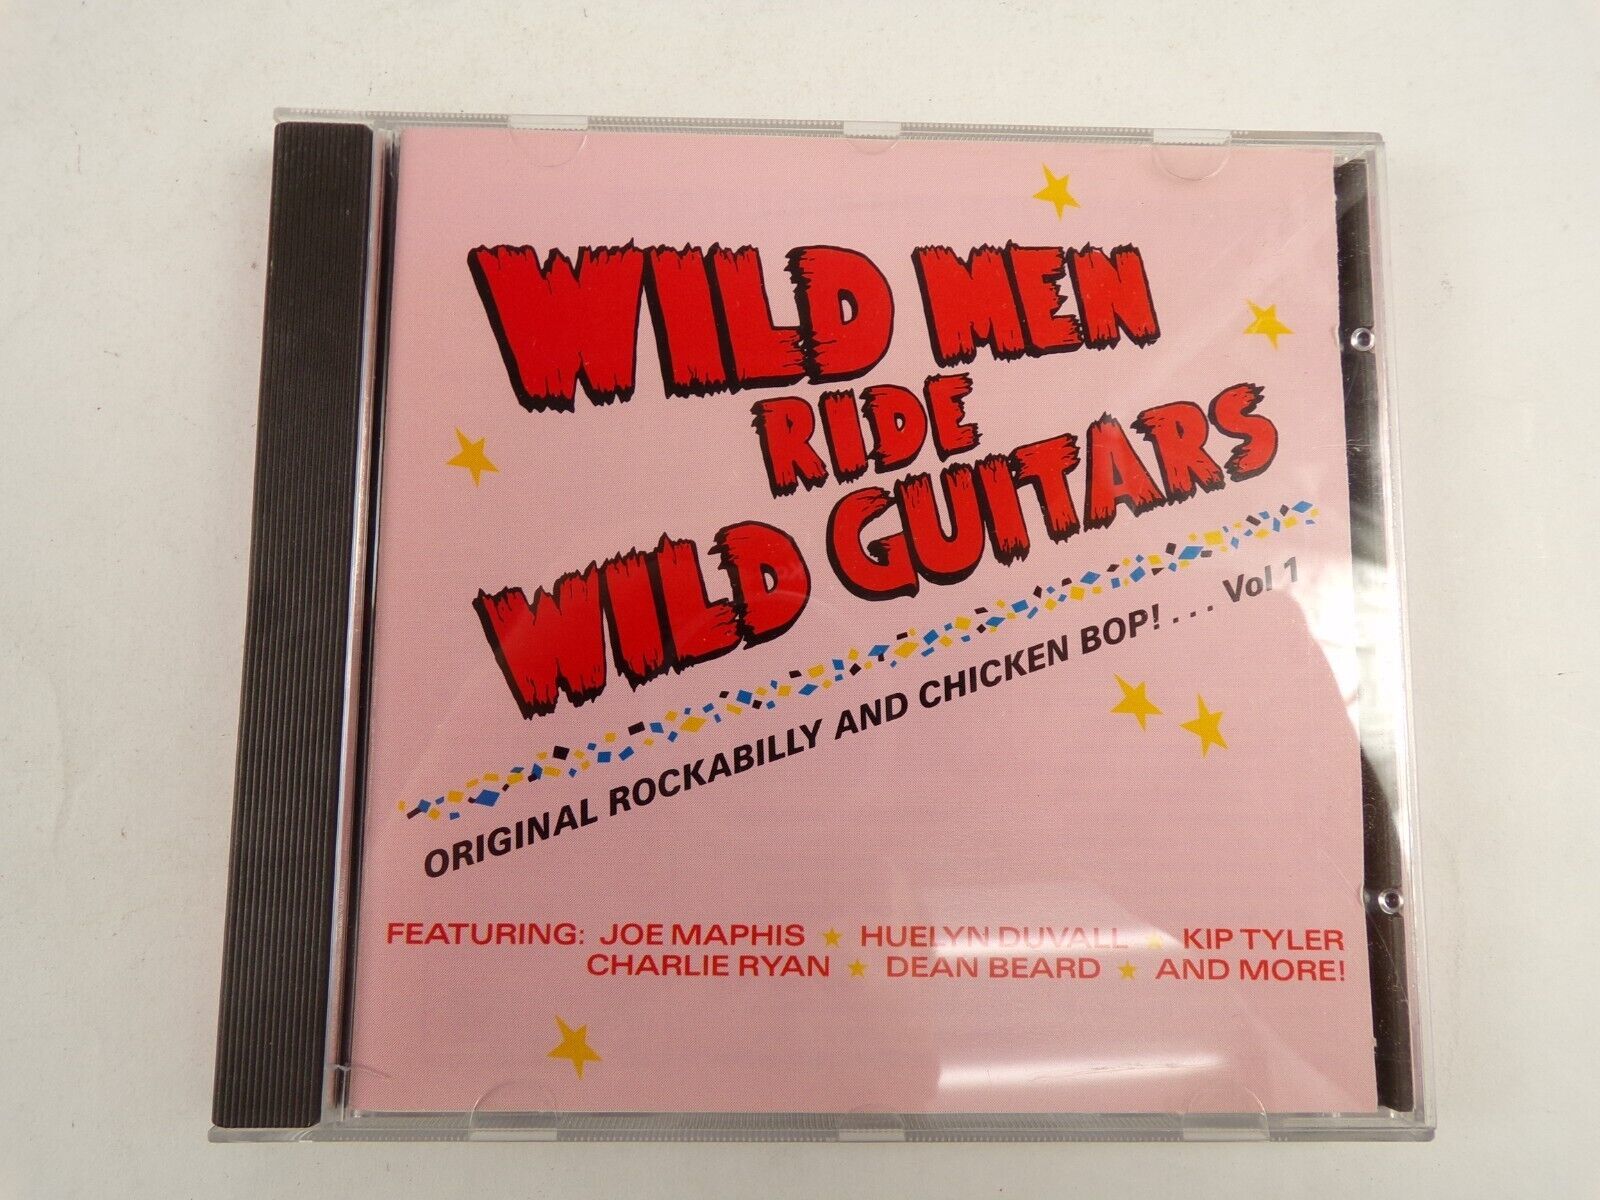 WILD MEN
RIDE
WILD GUITARS
ORIGINAL ROCKABILLY AND CHICKEN BOP! . . . Vol 1
FEATURING: JOE MAPHIS ★ HUELYN DUVALL ★ KIP TYLER
CHARLIE RYAN ★ DEAN BEARD ★ AND MORE!